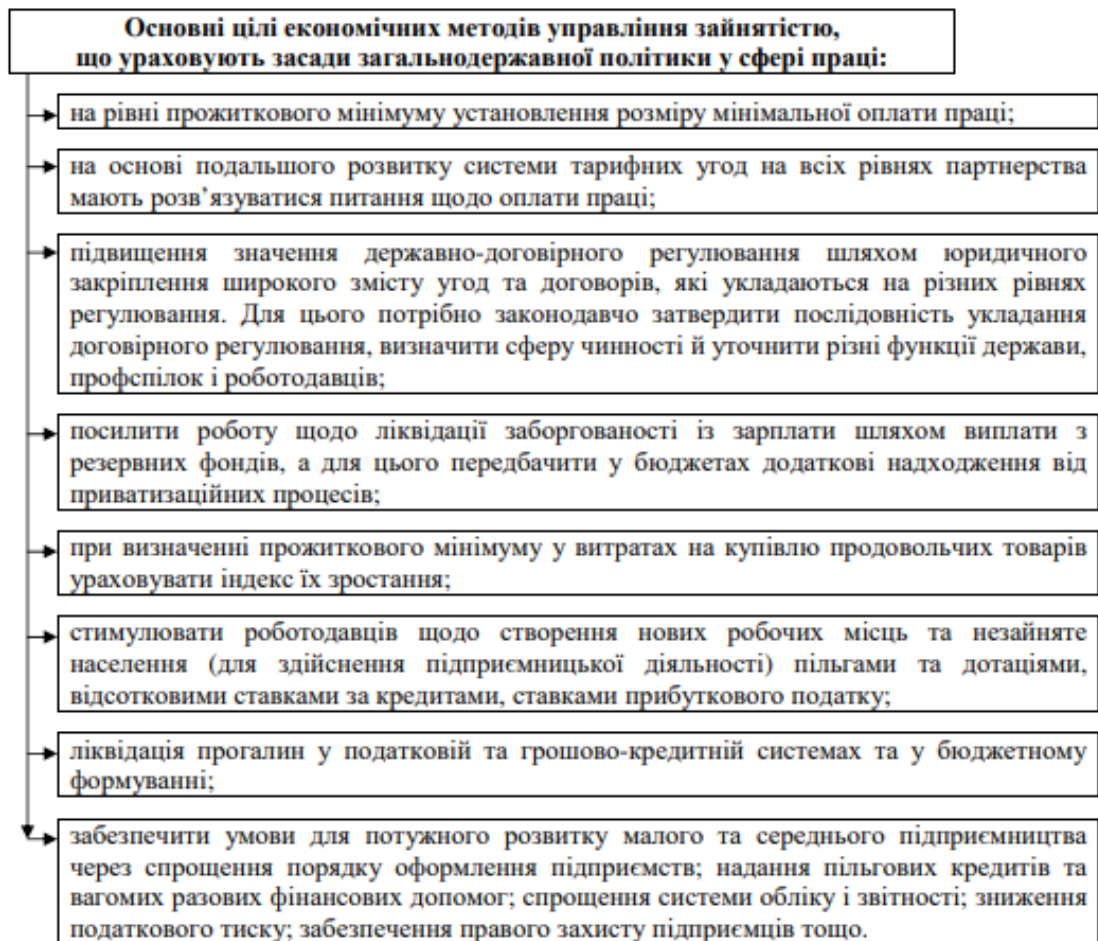 Основні цілі економічних методів управління зайнятістю,
що ураховують засади загальнодержавної політики у сфері праці:
на рівні прожиткового мінімуму установлення розміру мінімальної оплати праці;
на основі подальшого розвитку системи тарифних угод на всіх рівнях партнерства
мають розв’язуватися питання щодо оплати праці;
підвищення значення державно-договірного регулювання шляхом юридичного
закріплення широкого змісту угод та договорів, які укладаються на різних рівнях
регулювання. Для цього потрібно законодавчо затвердити послідовність укладання
договірного регулювання, визначити сферу чинності й уточнити різні функції держави,
профспілок і роботодавців;
посилити роботу щодо ліквідації заборгованості із зарплати шляхом виплати з
резервних фондів, а для цього передбачити у бюджетах додаткові надходження від
приватизаційних процесів;
при визначенні прожиткового мінімуму у витратах на купівлю продовольчих товарів
ураховувати індекс їх зростання;
стимулювати роботодавців щодо створення нових робочих місць та незайняте
населення (для здійснення підприємницької діяльності) пільгами та дотаціями,
відсотковими ставками за кредитами, ставками прибуткового податку;
ліквідація прогалин у податковій та грошово-кредитній системах та у бюджетному
формуванні;
забезпечити умови для потужного розвитку малого та середнього підприємництва
через спрощення порядку оформлення підприємств; надання пільгових кредитів та
вагомих разових фінансових допомог; спрощення системи обліку і звітності; зниження
податкового тиску; забезпечення правого захисту підприємців тощо.